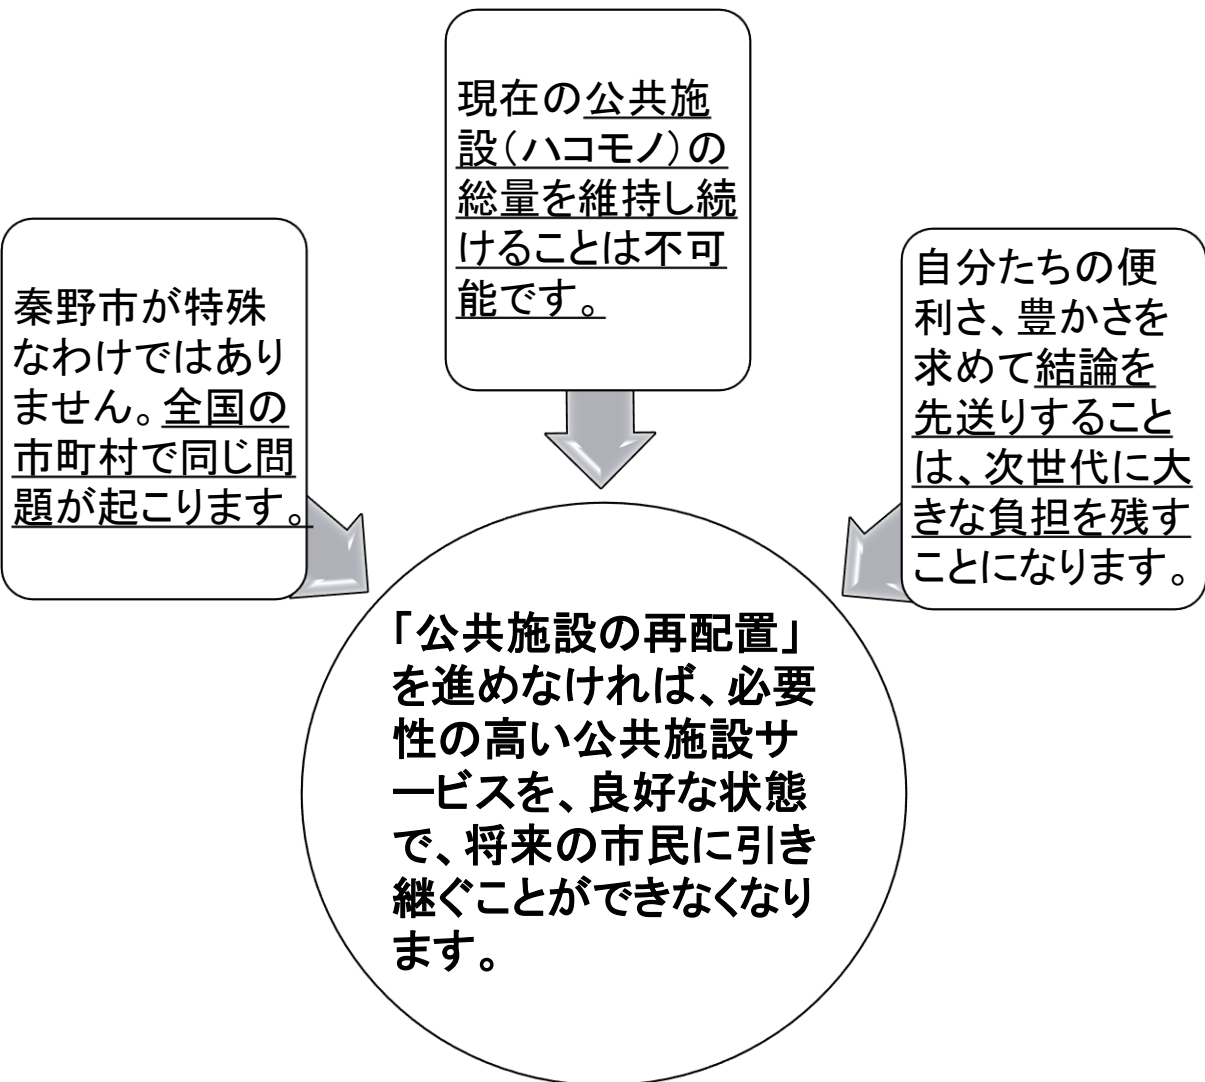 現在の公共施
設（ハコモノ）の
総量を維持し続
けることは不可
能です。
秦野市が特殊
なわけではあり
ません。全国の
市町村で同じ問
題が起こります。
自分たちの便
利さ、豊かさを
求めて結論を
先送りすること
は、次世代に大
きな負担を残す
ことになります。
「公共施設の再配置」
を進めなければ、必要
性の高い公共施設サ
ービスを、良好な状態
で、将来の市民に引き
継ぐことができなくなり
ます。